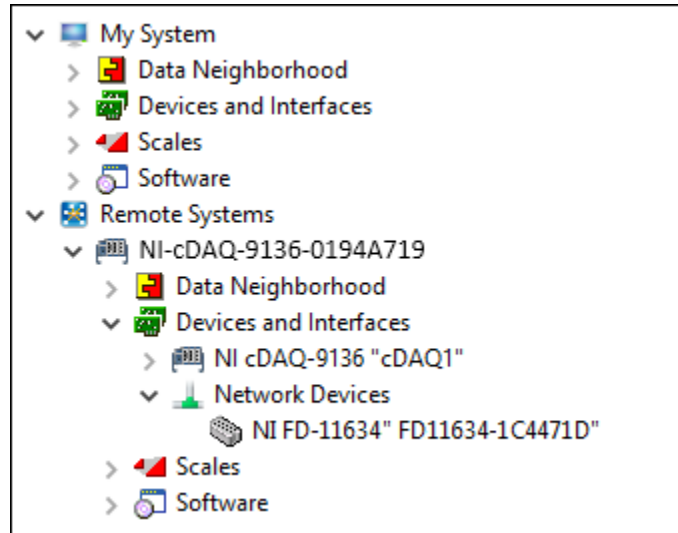 My System
Data Neighborhood
Devices and Interfaces
Scales
Software
Remote Systems
NI-cDAQ-9136-0194A719
Data Neighborhood
Devices and Interfaces
NI cDAQ-9136 "cDAQ1"
Network Devices
NI FD-11634" FD11634-1C4471D"
Scales
Software